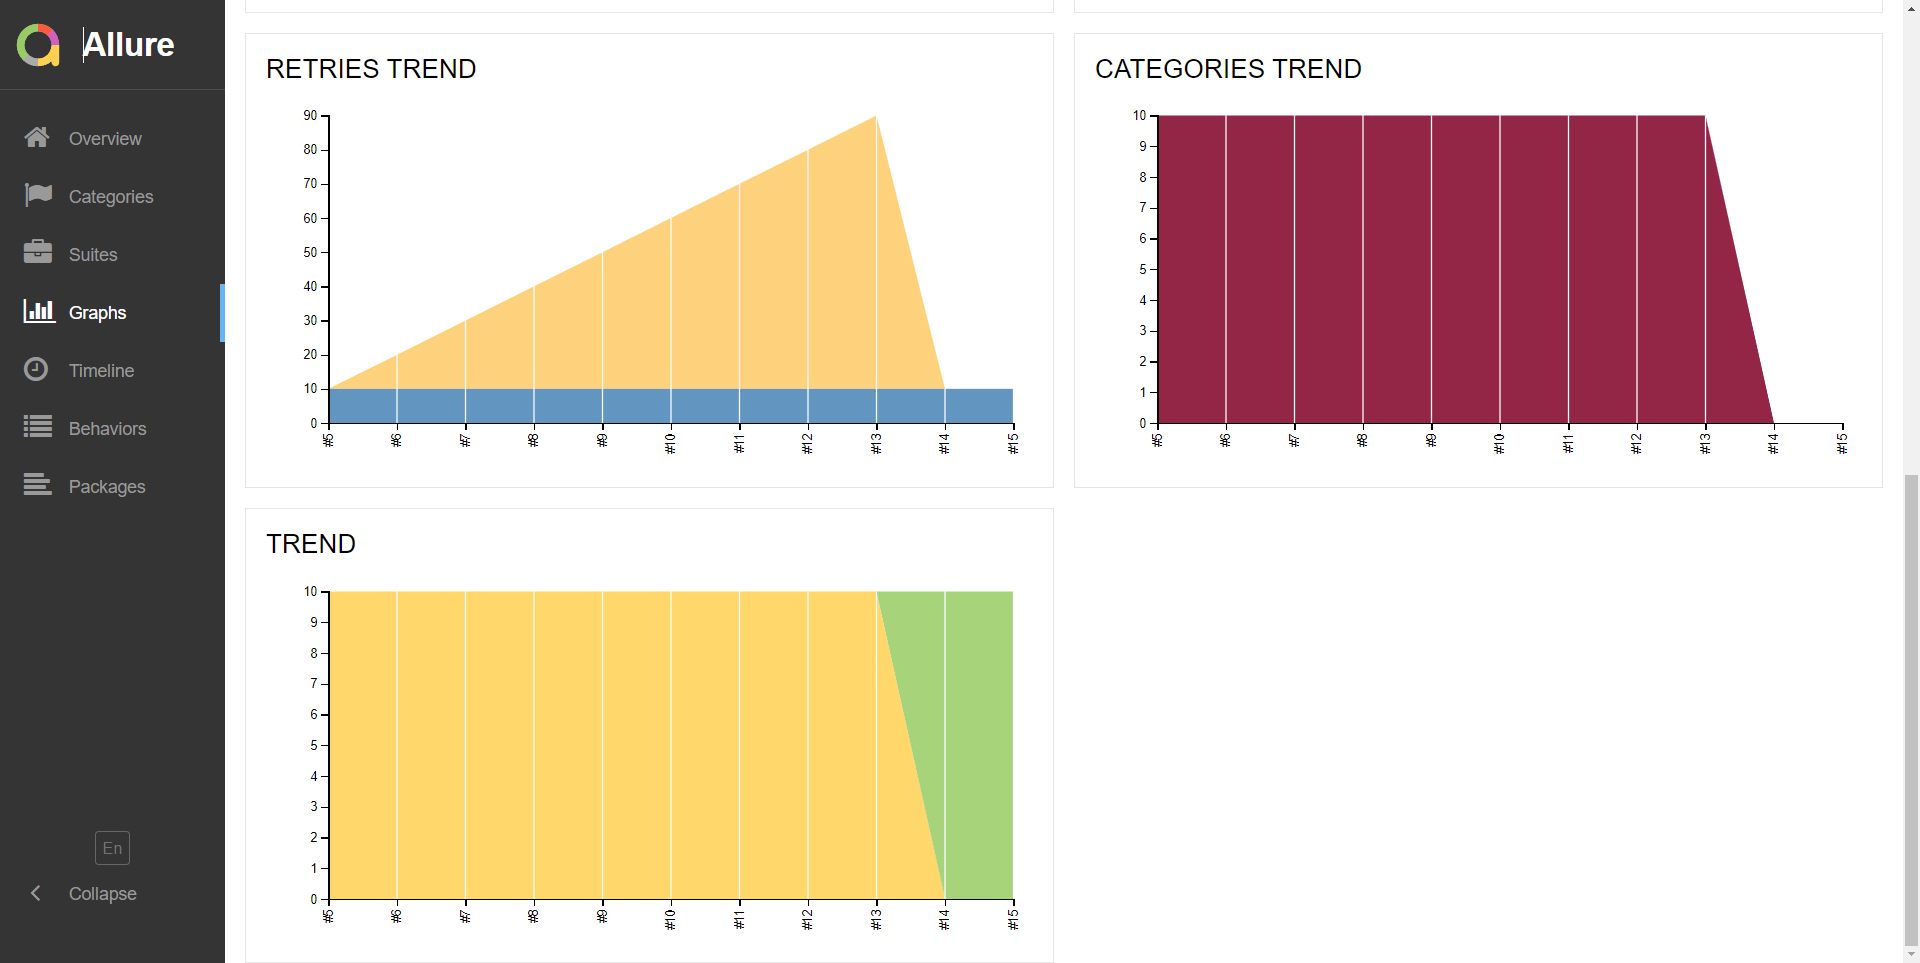 Allure
Overview
Categories
Suites
Graphs
Timeline
Behaviors
Packages
En
Collapse
RETRIES TREND
90
80
70
60
50
40
30
20
10
0
#5 #6 #7 #8 #9 #10 #11 #12 #13 #14 #15
CATEGORIES TREND
10
9
8
7
6
5
4
3
2
1
0
#5 #6 #7 #8 #9 #10 #11 #12 #13 #14 #15
TREND
10
9
8
7
6
5
4
3
2
1
0
#5 #6 #7 #8 #9 #10 #11 #12 #13 #14 #15